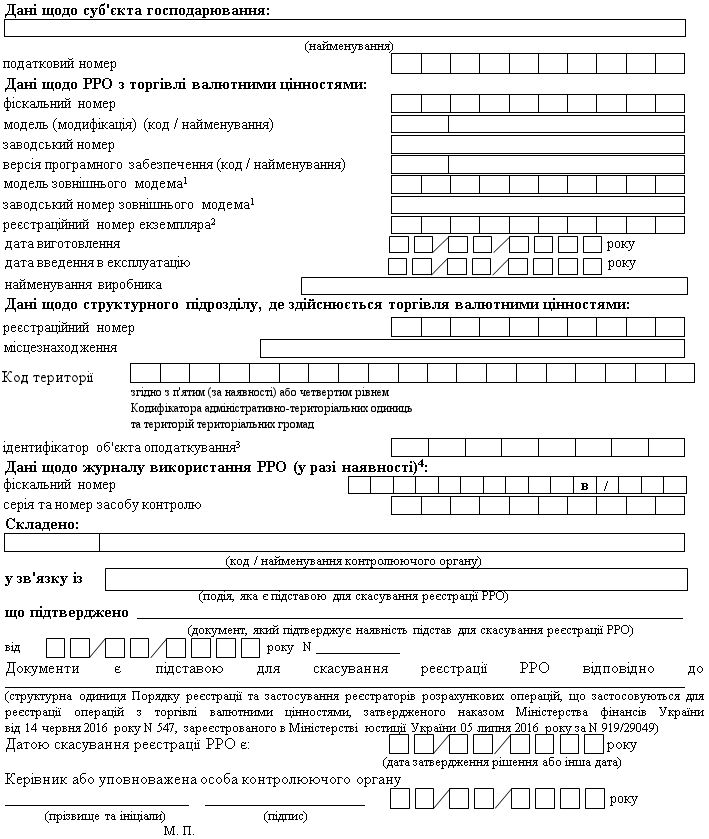 Дані щодо суб'єкта господарювання:
(найменування)
податковий номер
Дані щодо РРО з торгівлі валютними цінностями:
фіскальний номер
модель (модифікація) (код / найменування)
заводський номер
версія програмного забезпечення (код / найменування)
модель зовнішнього модема¹
заводський номер зовнішнього модема¹
реєстраційний номер екземпляра²
дата виготовлення / / року
дата введення в експлуатацію / / року
найменування виробника
Дані щодо структурного підрозділу, де здійснюється торгівля валютними цінностями:
реєстраційний номер
місцезнаходження
Код території
згідно з п'ятим (за наявності) або четвертим рівнем
Кодифікатора адміністративно-територіальних одиниць
та територій територіальних громад
ідентифікатор об'єкта оподаткування³
Дані щодо журналу використання РРО (у разі наявності)⁴:
фіскальний номер в /
серія та номер засобу контролю
Складено:
(код / найменування контролюючого органу)
у зв'язку із
(подія, яка є підставою для скасування реєстрації РРО)
що підтверджено
(документ, який підтверджує наявність підстав для скасування реєстрації РРО)
від / / року N
Документи є підставою для скасування реєстрації РРО відповідно до
(структурна одиниця Порядку реєстрації та застосування реєстраторів розрахункових операцій, що застосовуються для
реєстрації операцій з торгівлі валютними цінностями, затвердженого наказом Міністерства фінансів України
від 14 червня 2016 року N 547, зареєстрованого в Міністерстві юстиції України 05 липня 2016 року за N 919/29049)
Датою скасування реєстрації РРО є: / / року
(дата затвердження рішення або інша дата)
Керівник або уповноважена особа контролюючого органу
/ / року
(прізвище та ініціали) (підпис)
М. П.